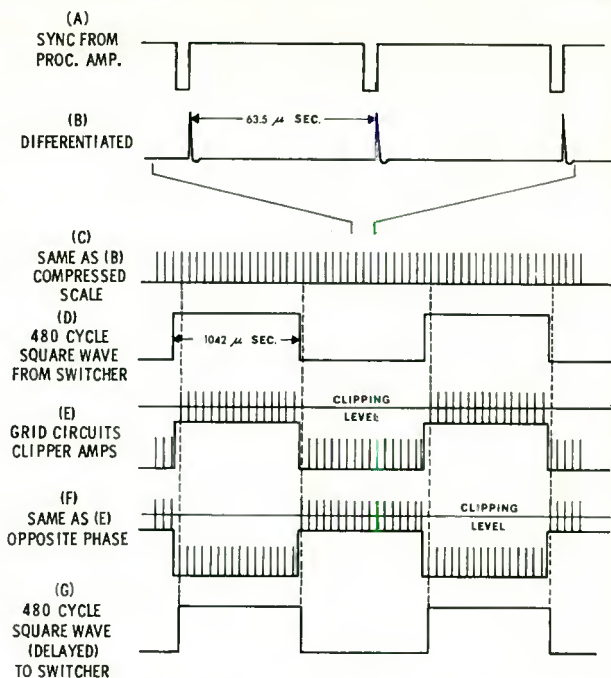 (A)
SYNC FROM
PROC. AMP.
(B)
DIFFERENTIATED
63.5 μ SEC.
(C)
SAME AS (B)
COMPRESSED
SCALE
(D)
480 CYCLE
SQUARE WAVE
FROM SWITCHER
1042 μ SEC.
(E)
GRID CIRCUITS
CLIPPER AMPS
CLIPPING
LEVEL
(F)
SAME AS (E)
OPPOSITE PHASE
CLIPPING
LEVEL
(G)
480 CYCLE
SQUARE WAVE
(DELAYED)
TO SWITCHER